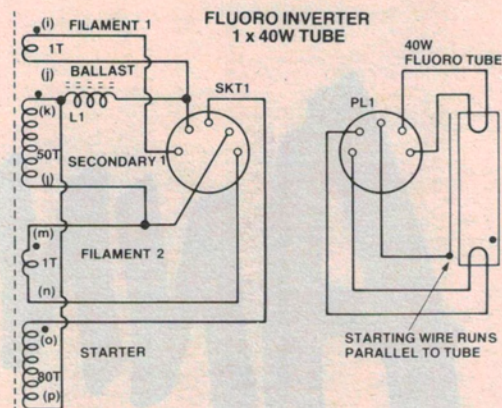 FLUORO INVERTER
1 x 40W TUBE
(i)
FILAMENT 1
1T
(j)
BALLAST
SKT1
(k)
L1
50T
SECONDARY 1
(j)
(m)
FILAMENT 2
1T
(n)
(o)
STARTER
80T
(p)
PL1
40W
FLUORO TUBE
STARTING WIRE RUNS
PARALLEL TO TUBE